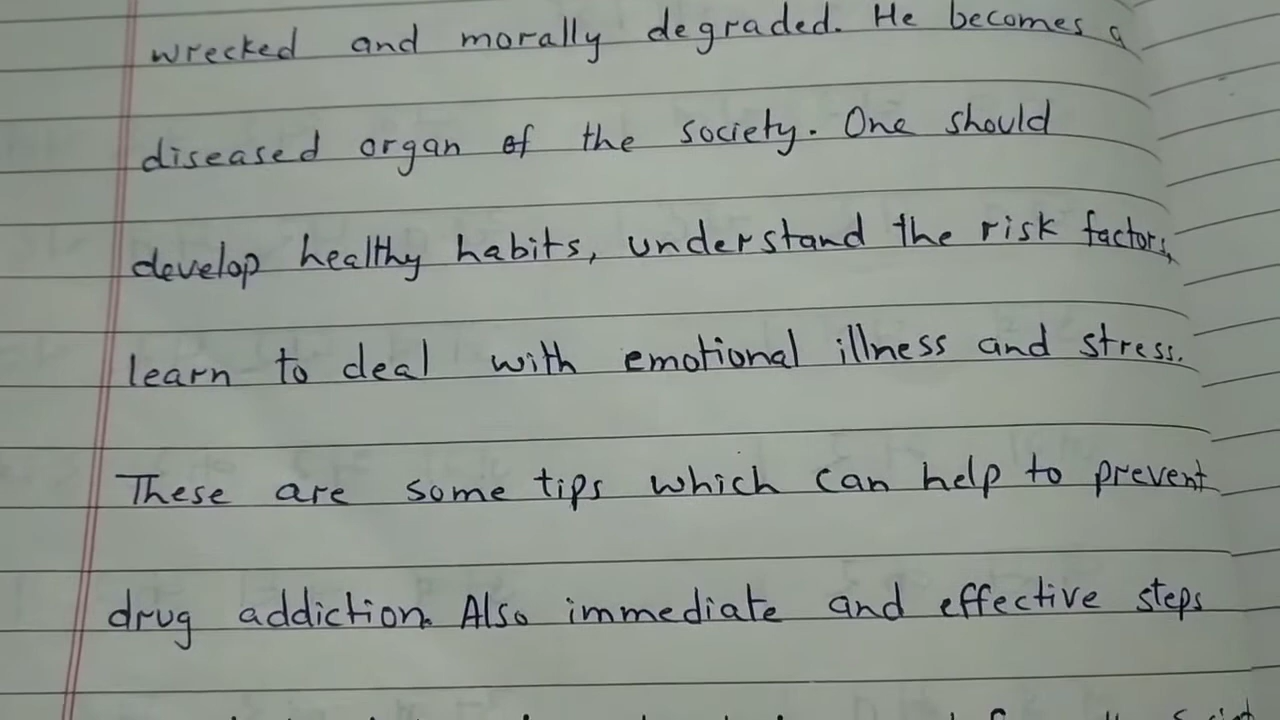 wrecked and morally degraded. He becomes a
diseased organ of the society. One should
develop healthy habits, understand the risk factors,
learn to deal with emotional illness and stress.
These are some tips which can help to prevent
drug addiction. Also immediate and effective steps